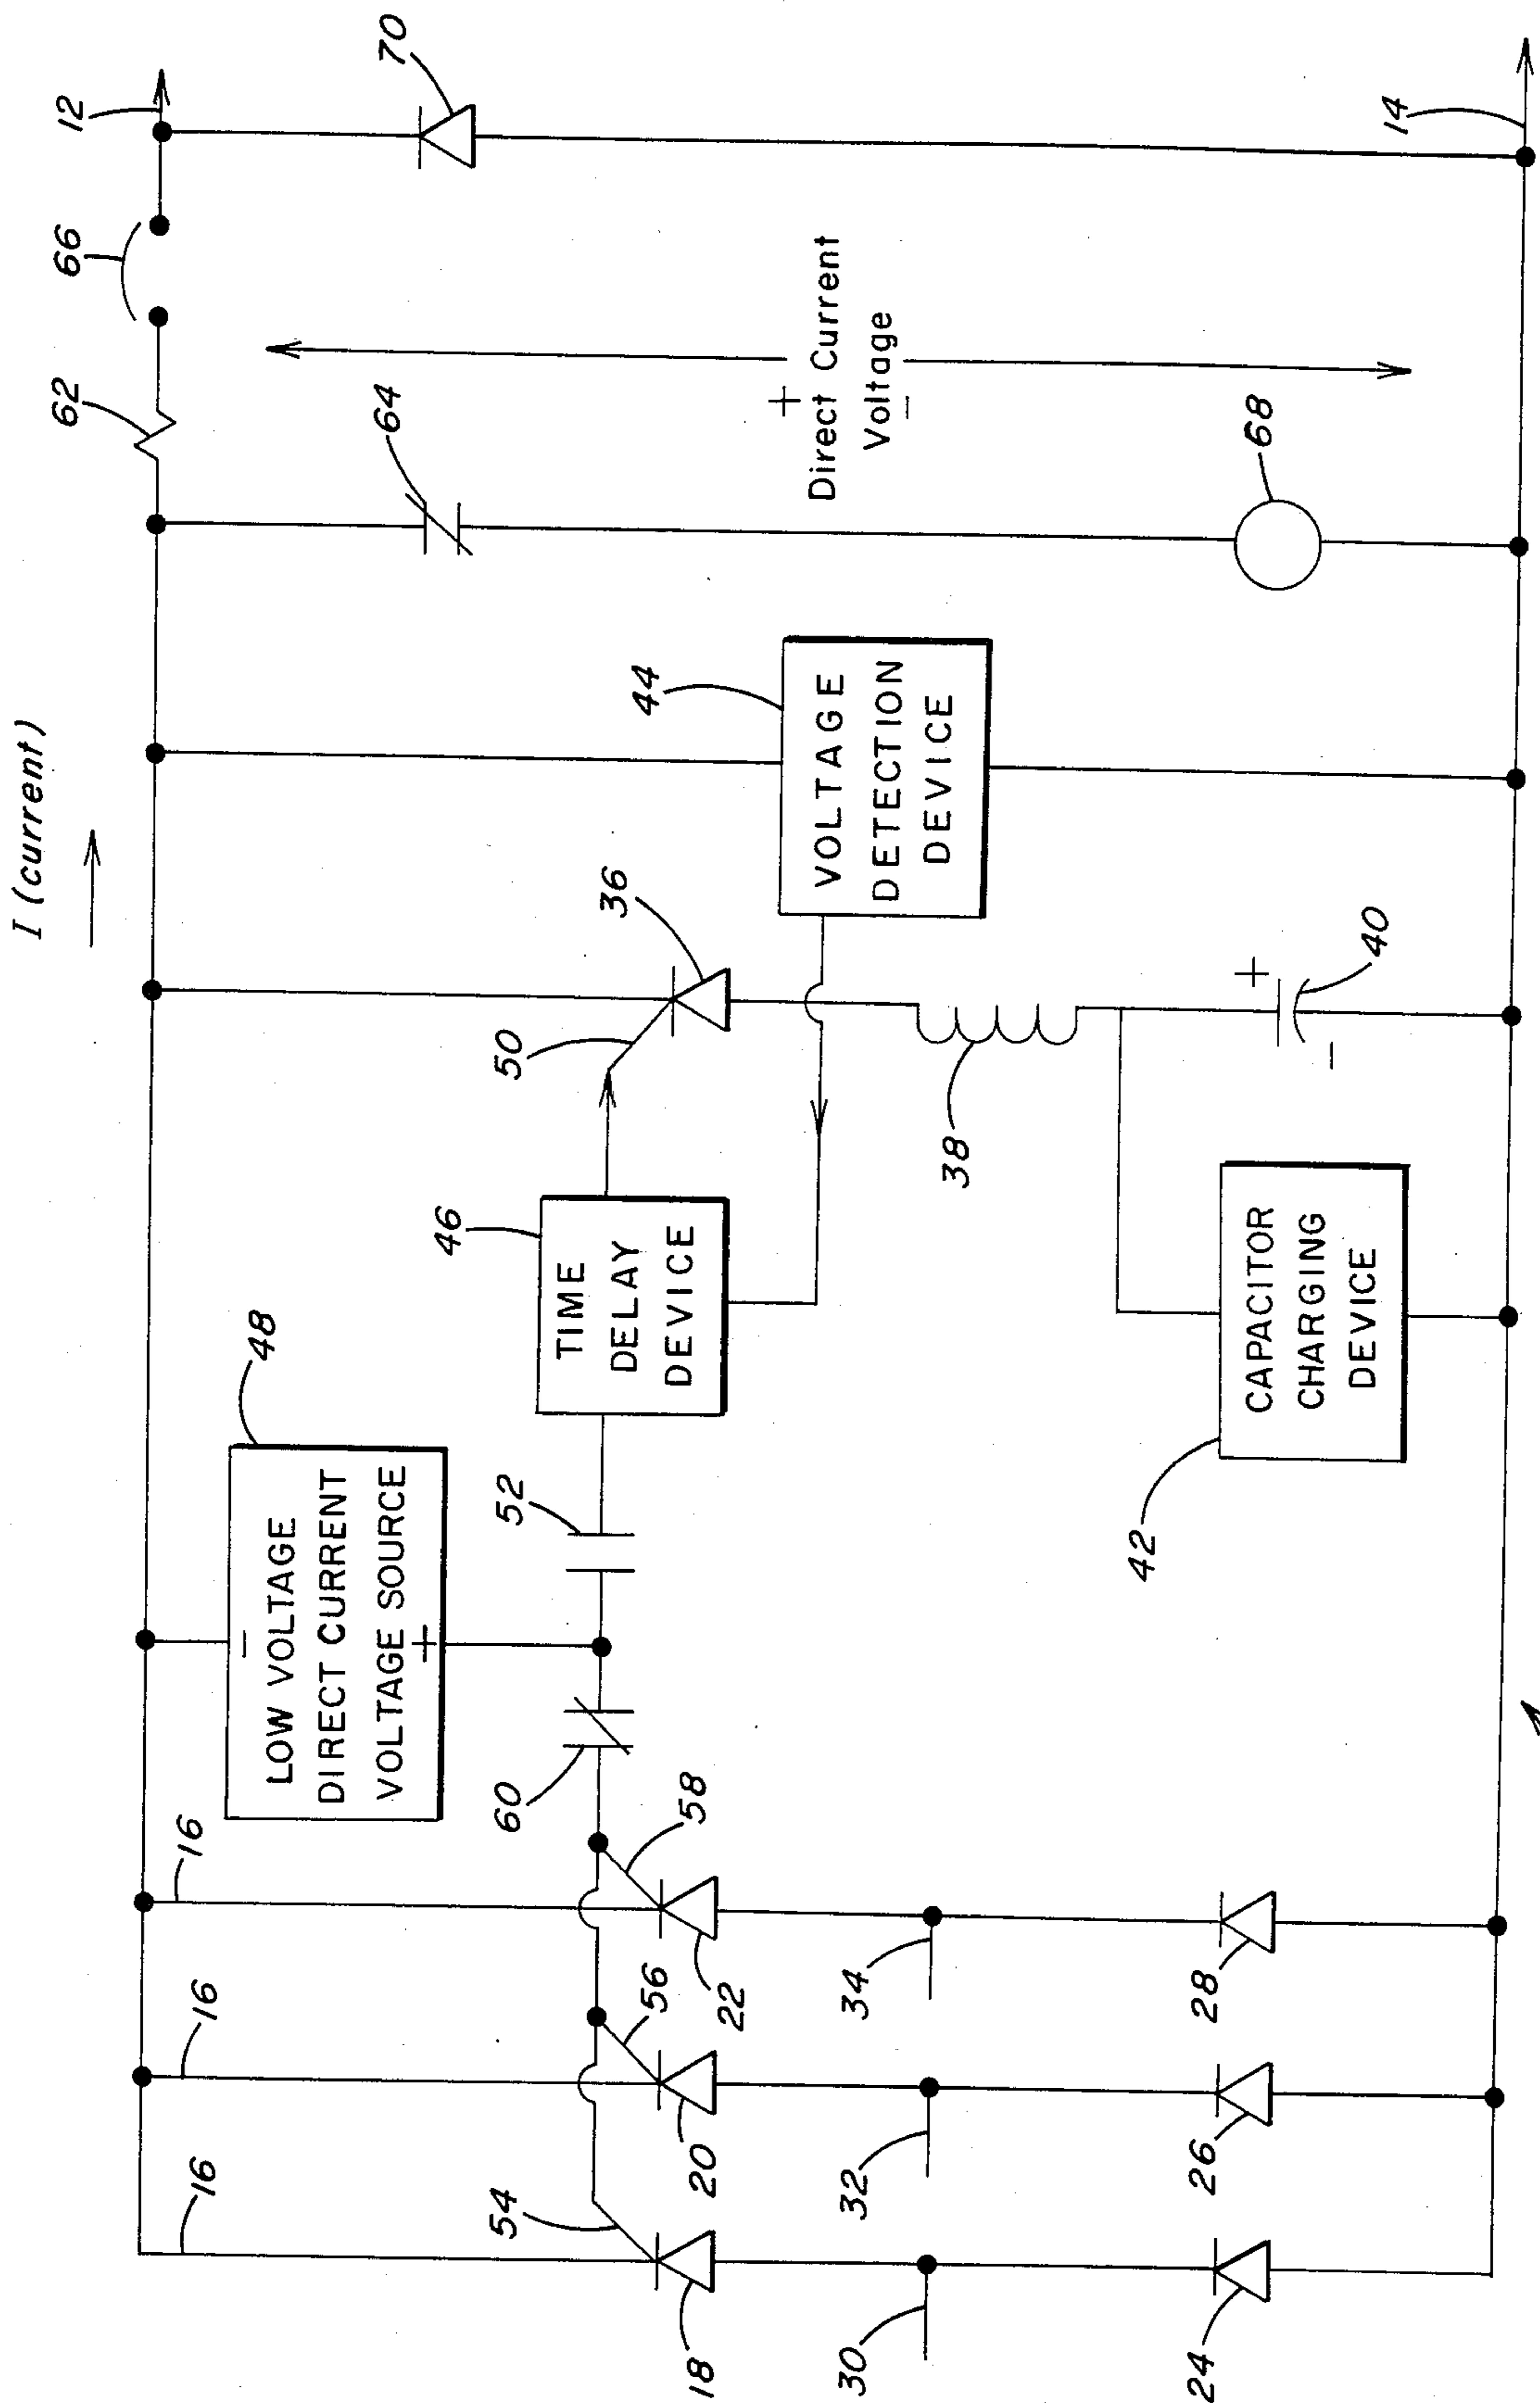 I (current)
12
62
66
70
16
16
16
48
LOW VOLTAGE
DIRECT CURRENT
VOLTAGE SOURCE
−
+
64
46
TIME
DELAY
DEVICE
50
36
44
VOLTAGE
DETECTION
DEVICE
+
Direct Current
Voltage
−
54
56
58
60
52
18
20
22
38
30
32
34
42
CAPACITOR
CHARGING
DEVICE
+
−
40
68
24
26
28
14